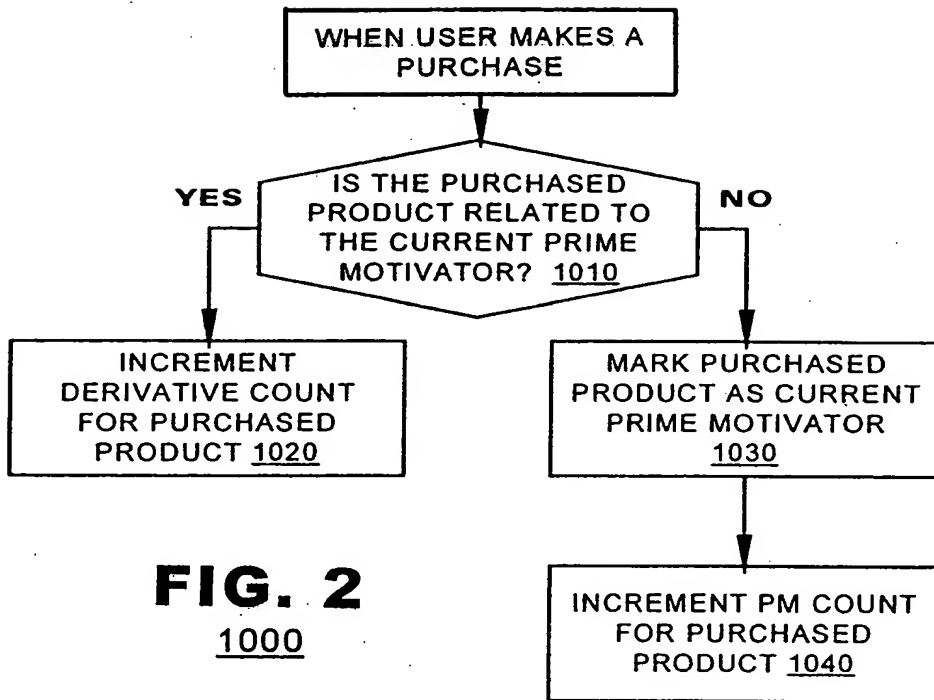 WHEN USER MAKES A
PURCHASE
YES
IS THE PURCHASED
PRODUCT RELATED TO
THE CURRENT PRIME
MOTIVATOR? 1010
NO
INCREMENT
DERIVATIVE COUNT
FOR PURCHASED
PRODUCT 1020
MARK PURCHASED
PRODUCT AS CURRENT
PRIME MOTIVATOR
1030
INCREMENT PM COUNT
FOR PURCHASED
PRODUCT 1040
FIG. 2
1000